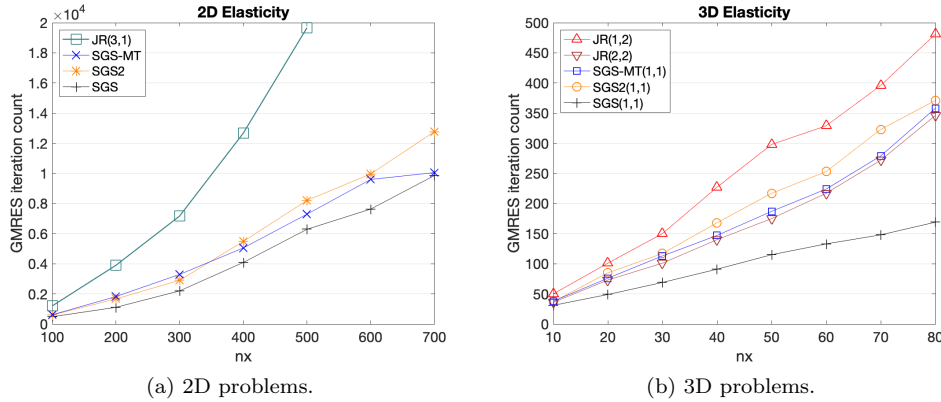 2D Elasticity
×10⁴
2
1.8
1.6
1.4
1.2
1
0.8
0.6
0.4
0.2
0
GMRES iteration count
JR(3,1)
SGS-MT
SGS2
SGS
100 200 300 400 500 600 700
nx
(a) 2D problems.
3D Elasticity
500
450
400
350
300
250
200
150
100
50
0
GMRES iteration count
JR(1,2)
JR(2,2)
SGS-MT(1,1)
SGS2(1,1)
SGS(1,1)
10 20 30 40 50 60 70 80
nx
(b) 3D problems.